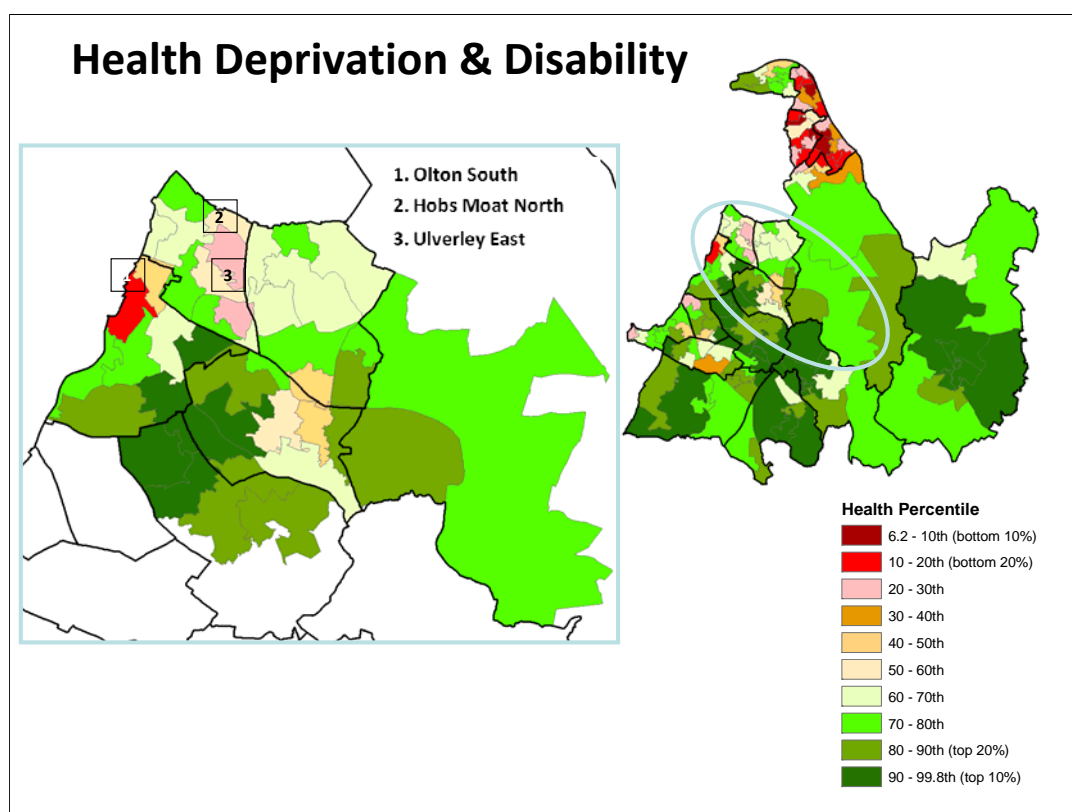 Health Deprivation & Disability
1. Olton South
2. Hobs Moat North
3. Ulverley East
2
3
Health Percentile
6.2 - 10th (bottom 10%)
10 - 20th (bottom 20%)
20 - 30th
30 - 40th
40 - 50th
50 - 60th
60 - 70th
70 - 80th
80 - 90th (top 20%)
90 - 99.8th (top 10%)